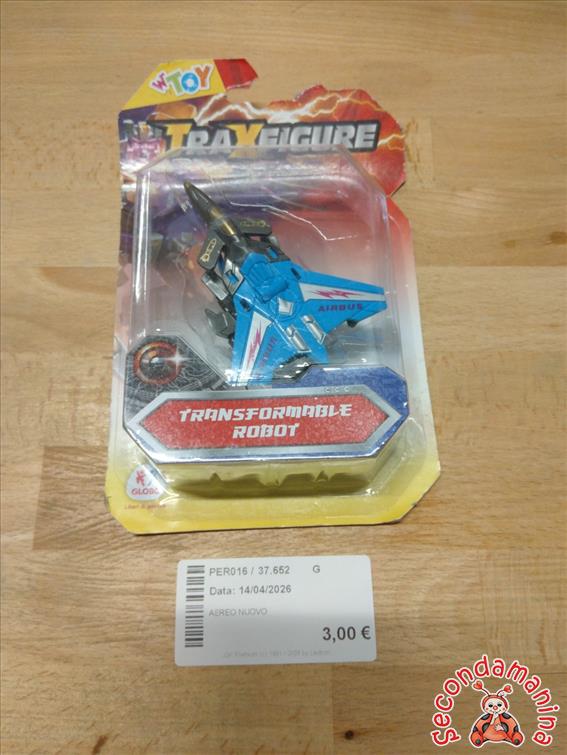 W'TOY
TRAXFIGURE
AIRBUS
TRANSFORMABLE
ROBOT
GLOBO
PER016 / 37.652 G
Data: 14/04/2026
AEREO NUOVO
3,00 €
secondamanina